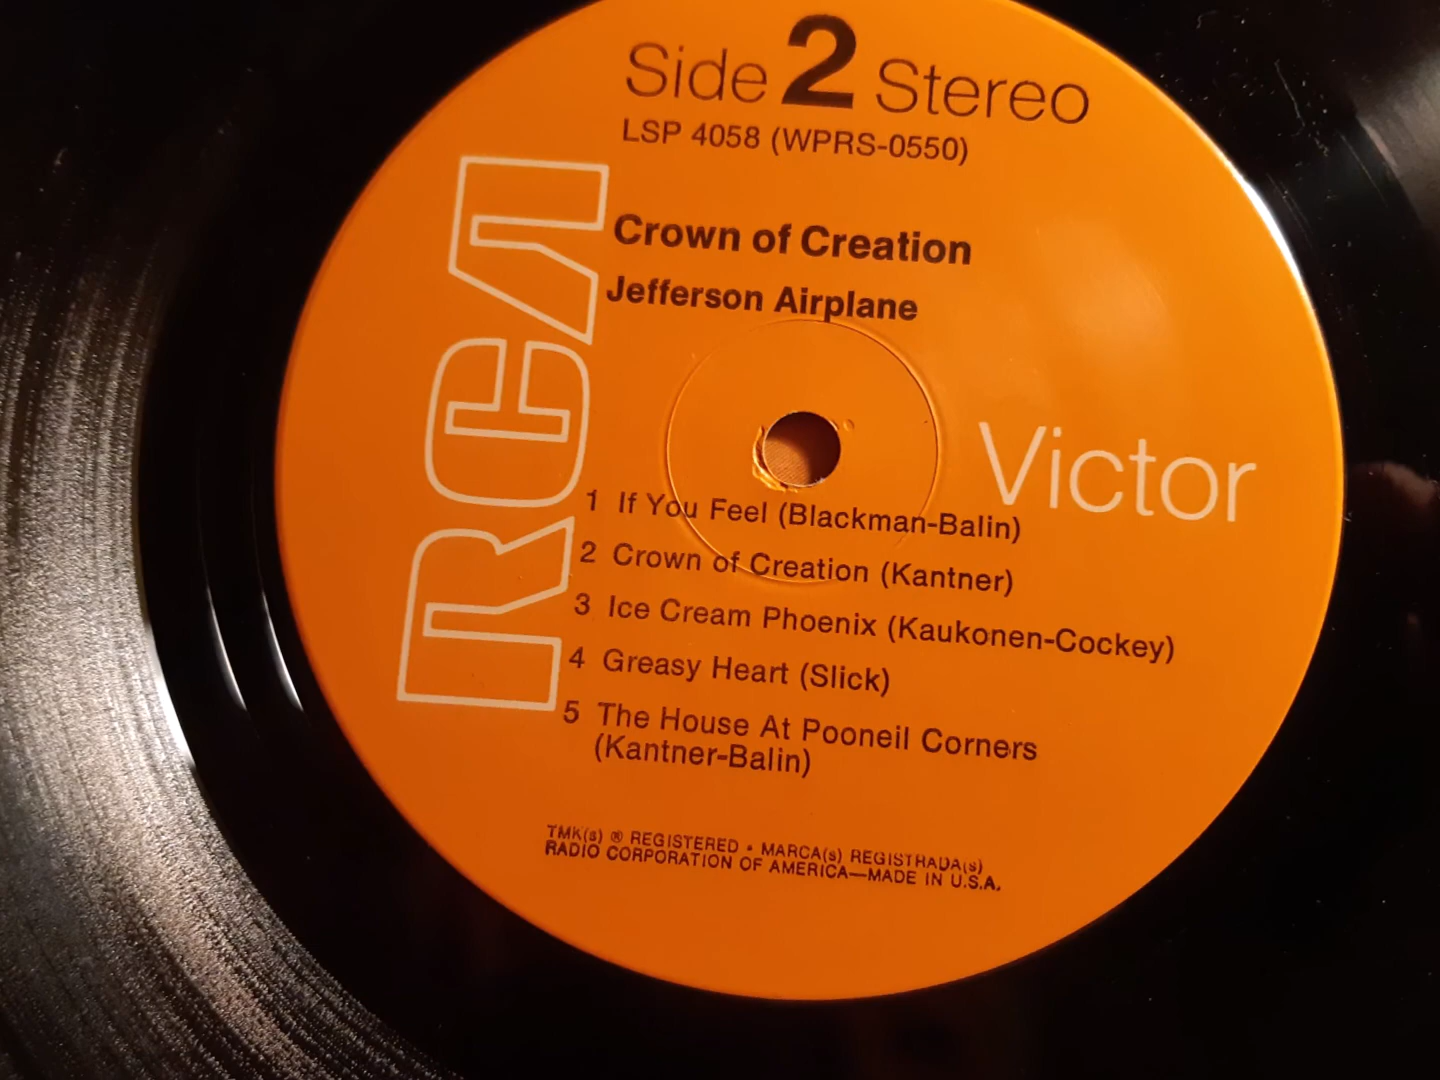 Side 2 Stereo
LSP 4058 (WPRS-0550)
Crown of Creation
Jefferson Airplane
RCA
Victor
1 If You Feel (Blackman-Balin)
2 Crown of Creation (Kantner)
3 Ice Cream Phoenix (Kaukonen-Cockey)
4 Greasy Heart (Slick)
5 The House At Pooneil Corners
(Kantner-Balin)
TMK(s) ® REGISTERED • MARCA(s) REGISTRADA(s)
RADIO CORPORATION OF AMERICA—MADE IN U.S.A.